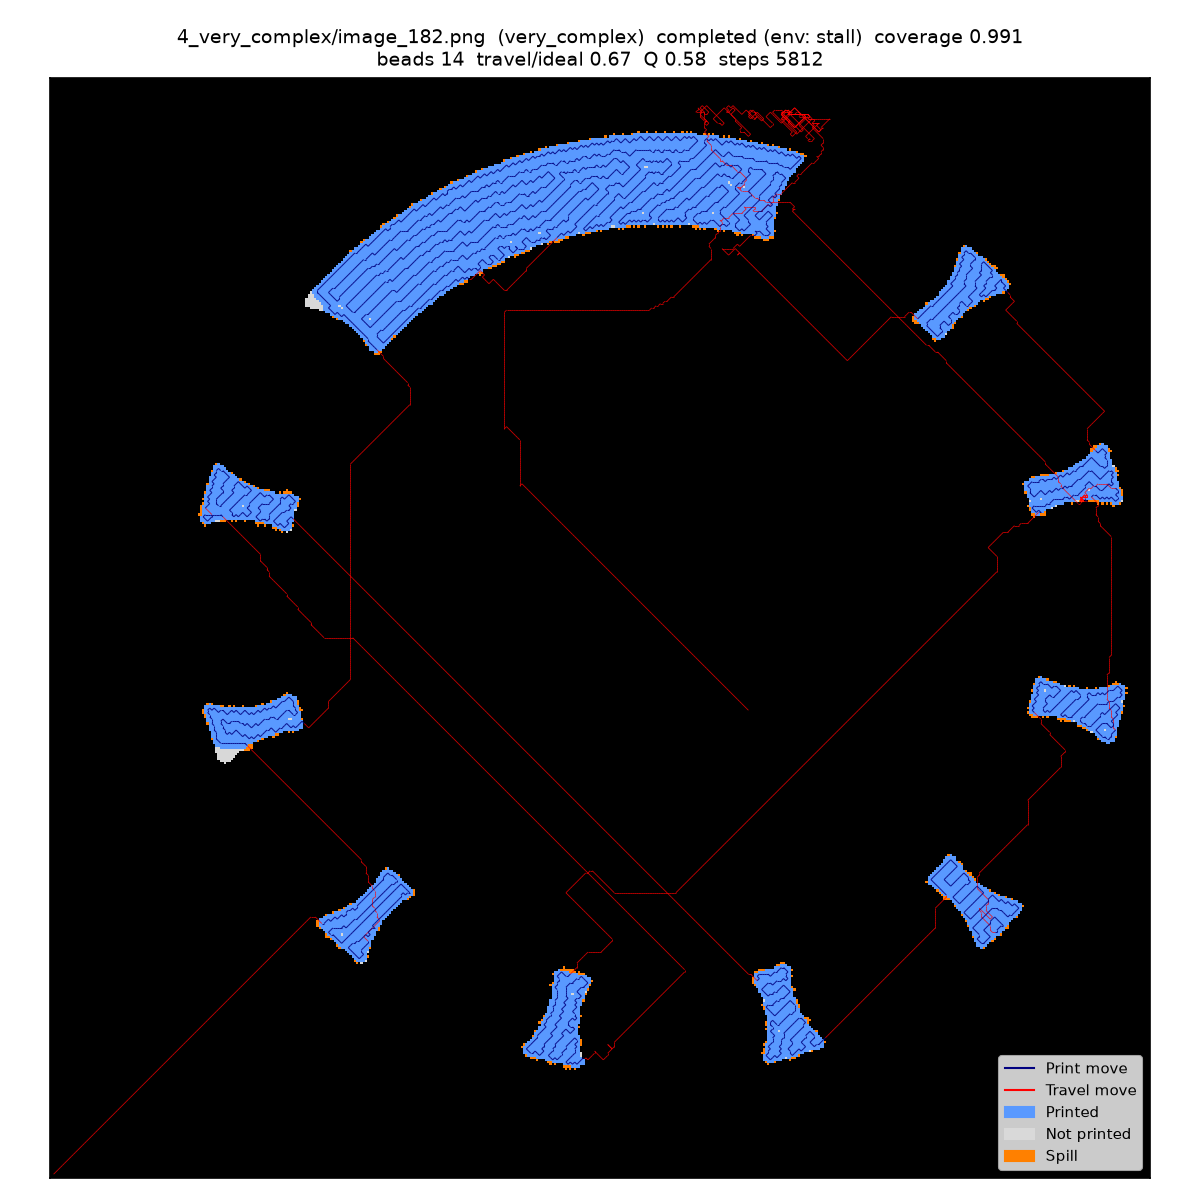 4_very_complex/image_182.png  (very_complex)  completed (env: stall)  coverage 0.991
beads 14  travel/ideal 0.67  Q 0.58  steps 5812
Print move
Travel move
Printed
Not printed
Spill